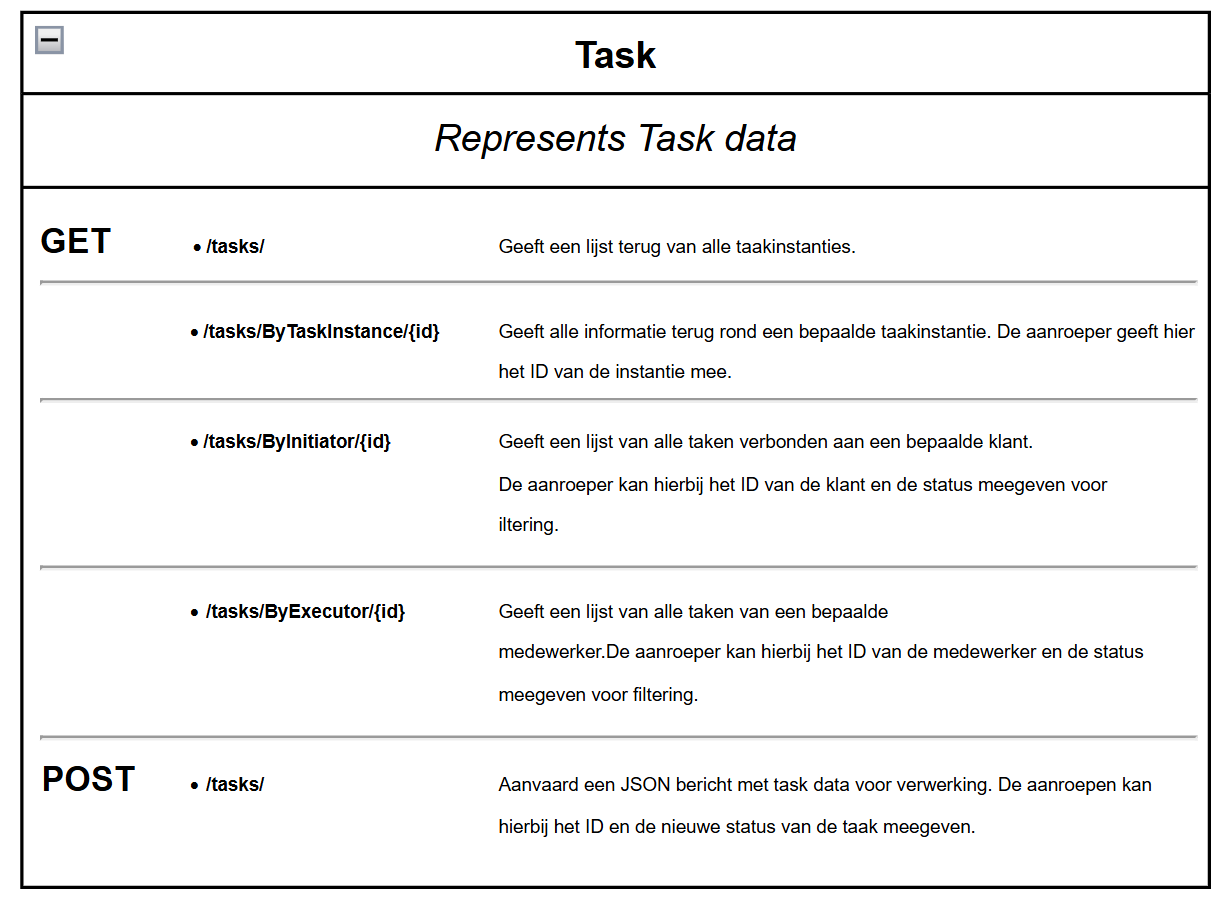 Task
Represents Task data
GET
• /tasks/
Geeft een lijst terug van alle taakinstanties.
• /tasks/ByTaskInstance/{id}
Geeft alle informatie terug rond een bepaalde taakinstantie. De aanroeper geeft hier
het ID van de instantie mee.
• /tasks/ByInitiator/{id}
Geeft een lijst van alle taken verbonden aan een bepaalde klant.
De aanroeper kan hierbij het ID van de klant en de status meegeven voor
iltering.
• /tasks/ByExecutor/{id}
Geeft een lijst van alle taken van een bepaalde
medewerker.De aanroeper kan hierbij het ID van de medewerker en de status
meegeven voor filtering.
POST
• /tasks/
Aanvaard een JSON bericht met task data voor verwerking. De aanroepen kan
hierbij het ID en de nieuwe status van de taak meegeven.